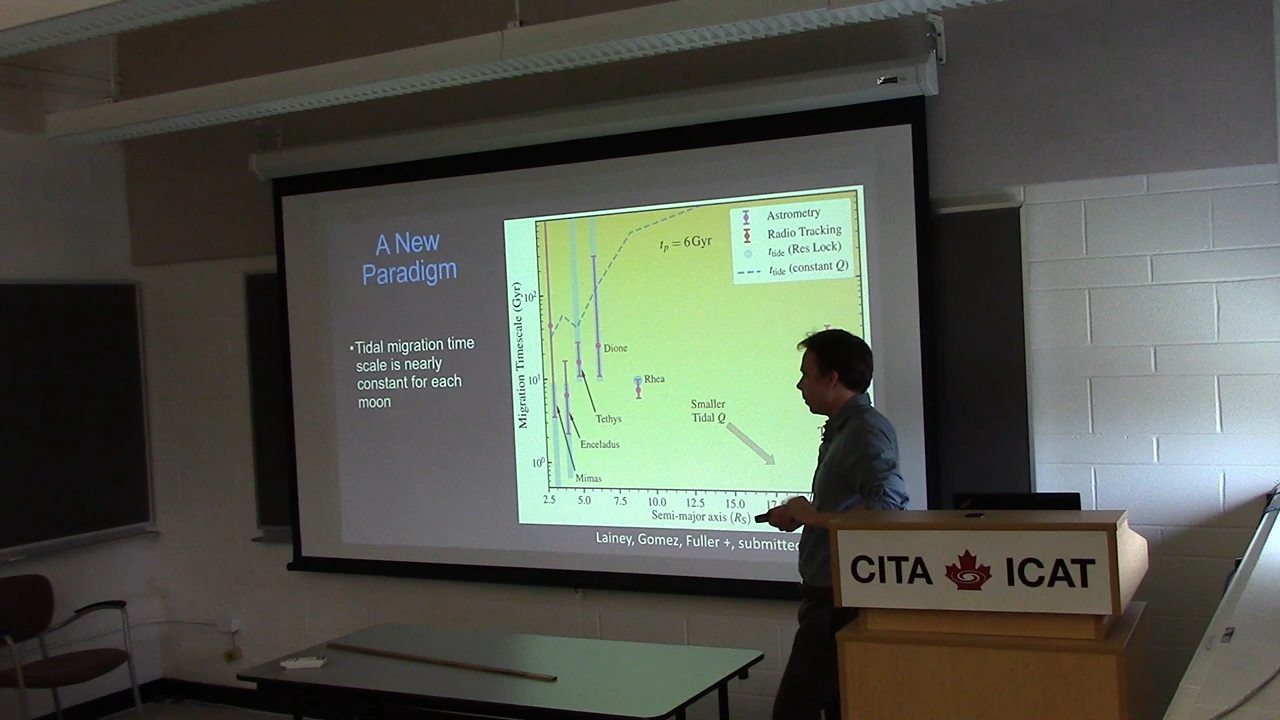 A New
Paradigm
•Tidal migration time
scale is nearly
constant for each
moon
Migration Timescale (Gyr)
10²
10¹
10⁰
tₚ = 6 Gyr
Astrometry
Radio Tracking
t_tide (Res Lock)
t_tide (constant Q)
Dione
Rhea
Tethys
Enceladus
Mimas
Smaller
Tidal Q
2.5 5.0 7.5 10.0 12.5 15.0
Semi-major axis (R_S)
Lainey, Gomez, Fuller +, submitted
CITA ICAT